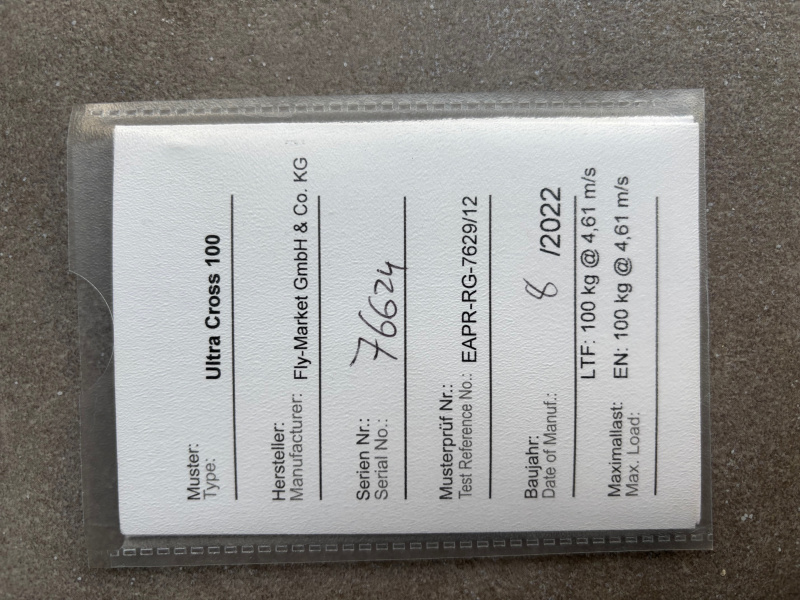 Muster:
Type: Ultra Cross 100
Hersteller:
Manufacturer: Fly-Market GmbH & Co. KG
Serien Nr.:
Serial No.: 76624
Musterprüf Nr.:
Test Reference No.: EAPR-RG-7629/12
Baujahr:
Date of Manuf.: 8 /2022
LTF: 100 kg @ 4,61 m/s
Maximallast:
Max. Load: EN: 100 kg @ 4,61 m/s